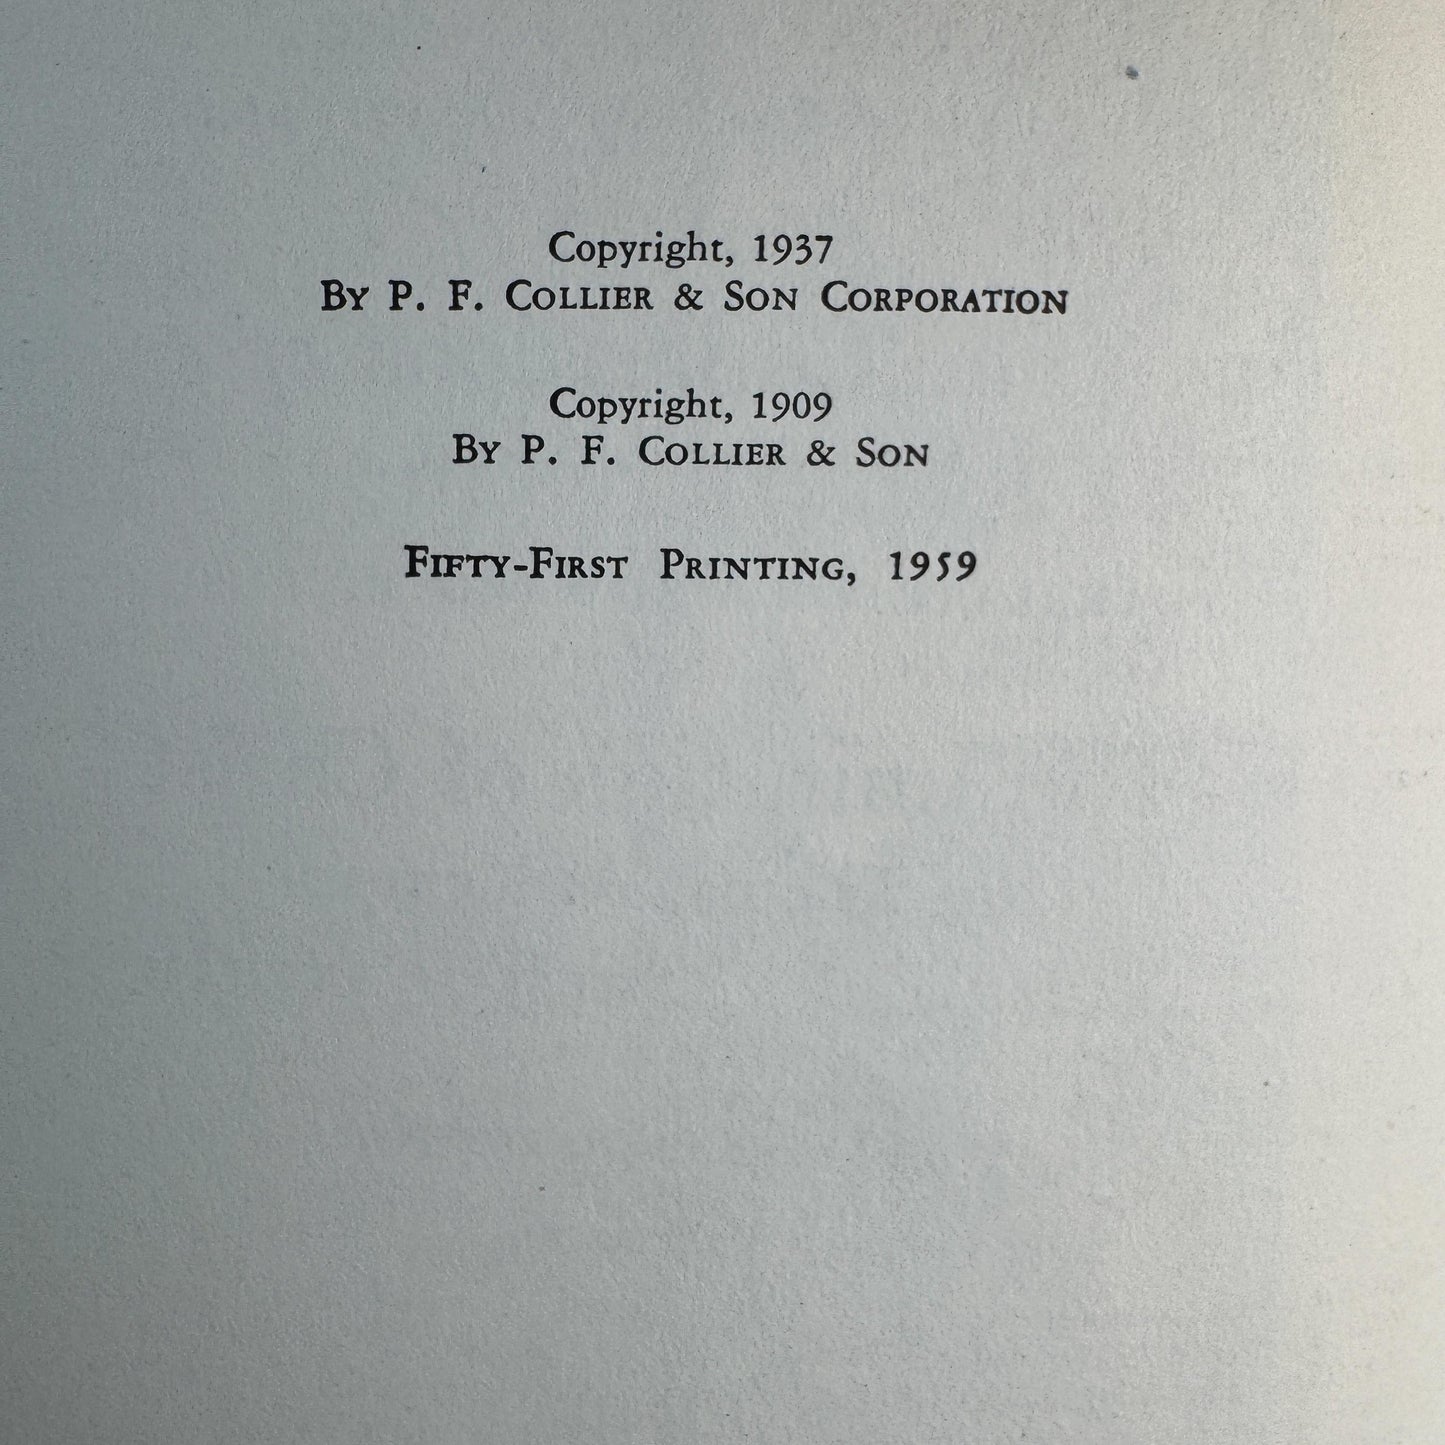 Copyright, 1937
By P. F. Collier & Son Corporation
Copyright, 1909
By P. F. Collier & Son
Fifty-First Printing, 1959